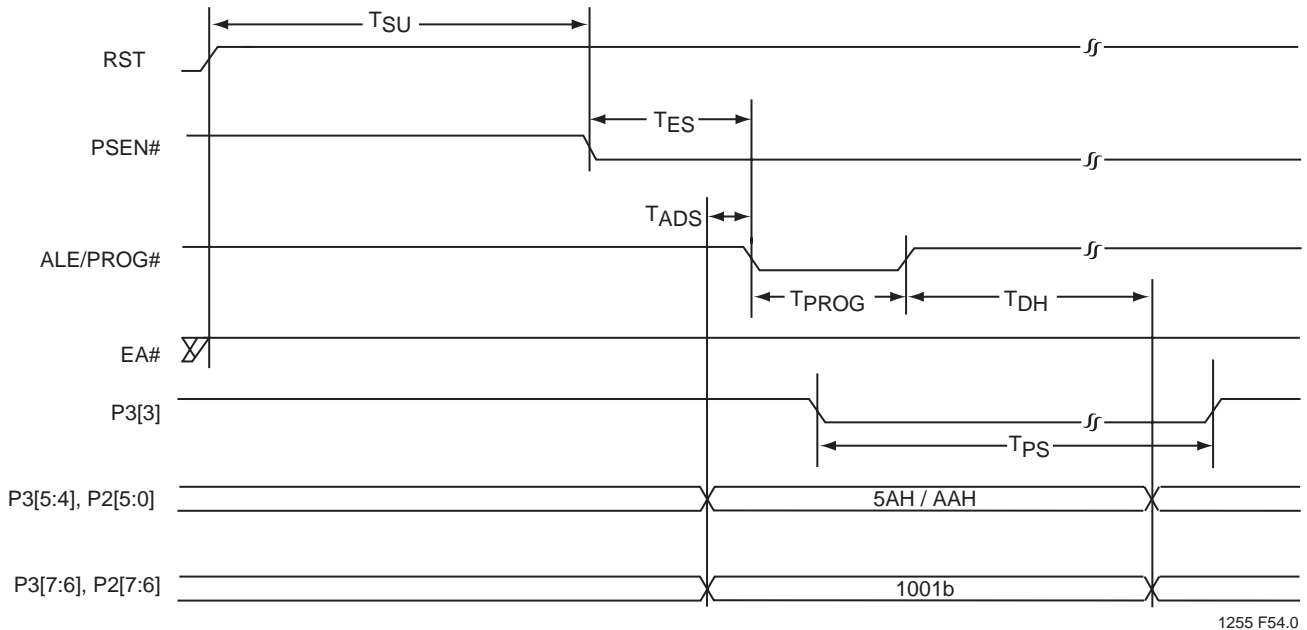 TSU
RST
TES
PSEN#
TADS
ALE/PROG#
TPROG
TDH
EA#
P3[3]
TPS
P3[5:4], P2[5:0]
5AH / AAH
P3[7:6], P2[7:6]
1001b
1255 F54.0